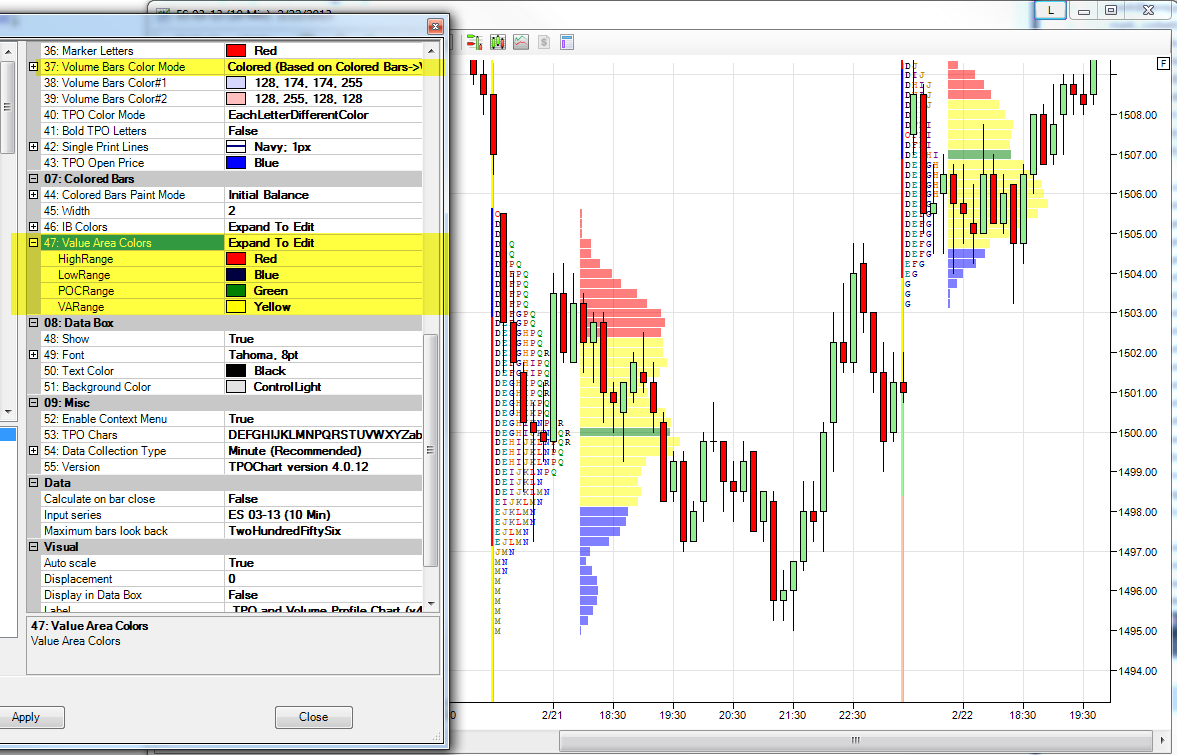 ES 03-13 (10 Min) 2/22/2013
L
36: Marker Letters Red
37: Volume Bars Color Mode Colored (Based on Colored Bars->V
38: Volume Bars Color#1 128, 174, 174, 255
39: Volume Bars Color#2 128, 255, 128, 128
40: TPO Color Mode EachLetterDifferentColor
41: Bold TPO Letters False
42: Single Print Lines Navy; 1px
43: TPO Open Price Blue
07: Colored Bars
44: Colored Bars Paint Mode Initial Balance
45: Width 2
46: IB Colors Expand To Edit
47: Value Area Colors Expand To Edit
HighRange Red
LowRange Blue
POCRange Green
VARange Yellow
08: Data Box
48: Show True
49: Font Tahoma, 8pt
50: Text Color Black
51: Background Color ControlLight
09: Misc
52: Enable Context Menu True
53: TPO Chars DEFGHIJKLMNPQRSTUVWXYZab
54: Data Collection Type Minute (Recommended)
55: Version TPOChart version 4.0.12
Data
Calculate on bar close False
Input series ES 03-13 (10 Min)
Maximum bars look back TwoHundredFiftySix
Visual
Auto scale True
Displacement 0
Display in Data Box False
Label TPO and Volume Profile Chart (v4
47: Value Area Colors
Value Area Colors
Apply
Close
F
1508.00
1507.00
1506.00
1505.00
1504.00
1503.00
1502.00
1501.00
1500.00
1499.00
1498.00
1497.00
1496.00
1495.00
1494.00
2/21 18:30 19:30 20:30 21:30 22:30 2/22 18:30 19:30